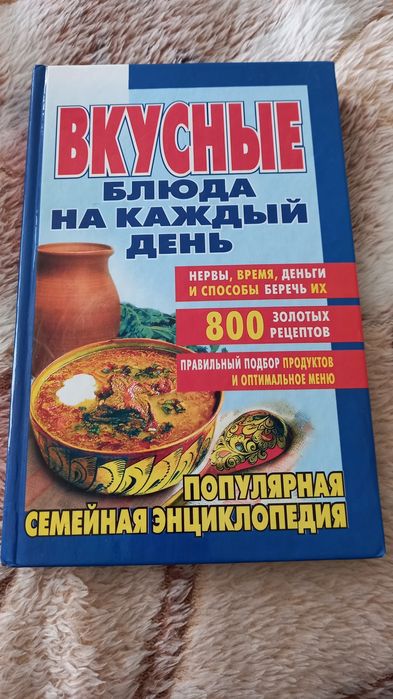 ВКУСНЫЕ
БЛЮДА
НА КАЖДЫЙ
ДЕНЬ
НЕРВЫ, ВРЕМЯ, ДЕНЬГИ
И СПОСОБЫ БЕРЕЧЬ ИХ
800 ЗОЛОТЫХ
РЕЦЕПТОВ
ПРАВИЛЬНЫЙ ПОДБОР ПРОДУКТОВ
И ОПТИМАЛЬНОЕ МЕНЮ
ПОПУЛЯРНАЯ
СЕМЕЙНАЯ ЭНЦИКЛОПЕДИЯ